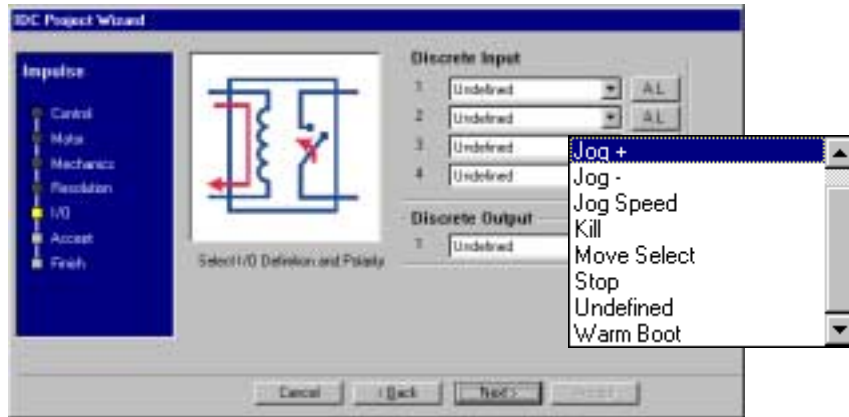 IDC Project Wizard
Impulse
Control
Motor
Mechanics
Resolution
I/O
Accept
Finish
Select I/O Definition and Polarity
Discrete Input
1 Undefined A.L.
2 Undefined A.L.
3 Undefined
4 Undefined
Discrete Output
1 Undefined
Jog +
Jog -
Jog Speed
Kill
Move Select
Stop
Undefined
Warm Boot
Cancel
< Back
Next >